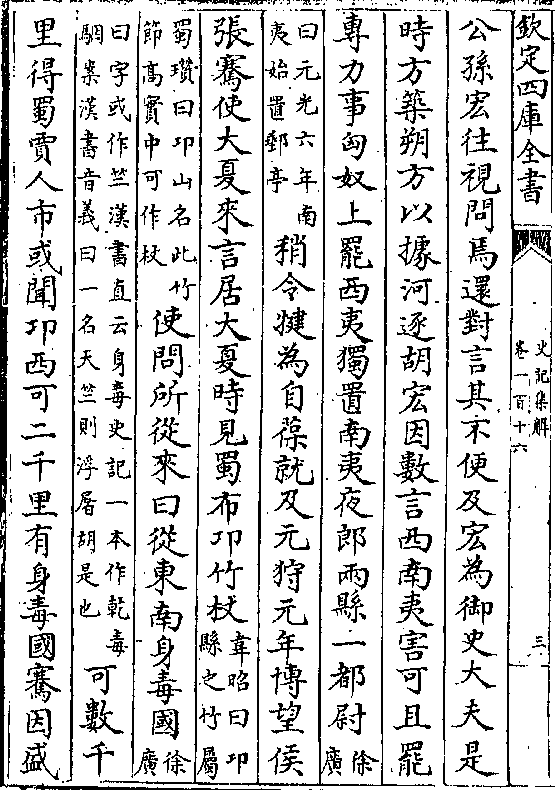 欽定四庫全書
史記集解
卷一百十六
三
公孫宏往視問焉還對言其不便及宏為御史大夫是
時方築朔方以據河逐胡宏因數言西南夷害可且罷
專力事匈奴上罷西夷獨置南夷夜郎兩縣一都尉徐廣
曰元光六年南夷始置郵亭稍令犍為自葆就及元狩元年博望侯
張騫使大夏來言居大夏時見蜀布邛竹杖韋昭曰邛縣之竹屬
蜀瓚曰邛山名此竹節高實中可作杖使問所從來曰從東南身毒國徐廣
曰字或作竺漢書直云身毒史記一本作乾毒駰案漢書音義曰一名天竺則浮屠胡是也可數千
里得蜀賈人市或聞邛西可二千里有身毒國騫因盛